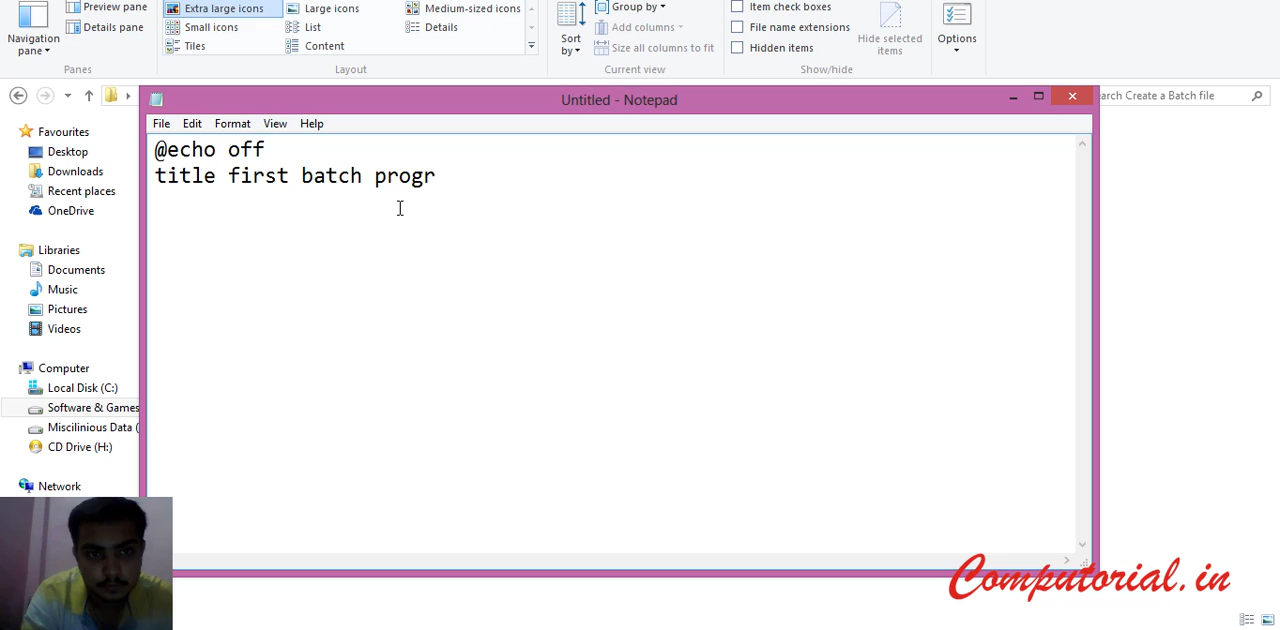 Preview pane
Extra large icons
Large icons
Medium-sized icons
Group by
Item check boxes
Details pane
Small icons
List
Details
Add columns
File name extensions
Navigation pane
Tiles
Content
Sort by
Size all columns to fit
Hidden items
Hide selected items
Options
Panes
Layout
Current view
Show/hide
Untitled - Notepad
arch Create a Batch file
File Edit Format View Help
@echo off
title first batch progr
Favourites
Desktop
Downloads
Recent places
OneDrive
Libraries
Documents
Music
Pictures
Videos
Computer
Local Disk (C:)
Software & Games
Miscilinious Data (
CD Drive (H:)
Network
Computorial.in